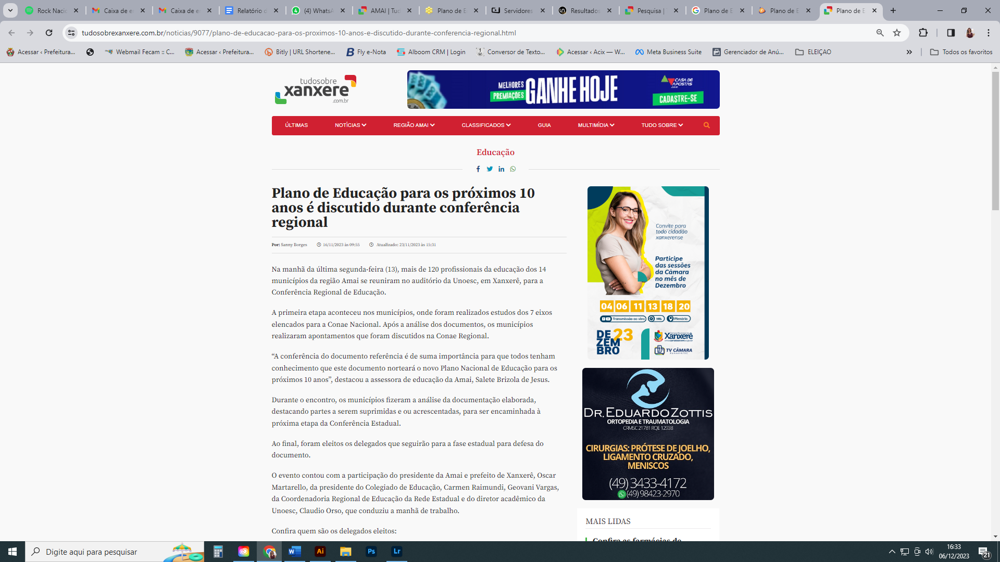 Rock Naci
Caixa de e
Caixa de e
Relatório d
(4) WhatsA
AMAI | Tud
Plano de E
Servidores
Resultados
Pesquisa |
Plano de E
Plano de E
Plano de E
tudosobrexanxere.com.br/noticias/9077/plano-de-educacao-para-os-proximos-10-anos-e-discutido-durante-conferencia-regional.html
Acessar ‹ Prefeitura...
Webmail Fecam :: C...
Acessar ‹ Prefeitura...
Bitly | URL Shortene...
Fly e-Nota
Alboom CRM | Login
Conversor de Texto...
Acessar ‹ Acix — W...
Meta Business Suite
Gerenciador de Anú...
ELEIÇAO
Todos os favoritos
tudosobre
xanxere
.com.br
MELHORES
PREMIAÇÕES
GANHE HOJE
CASA DE
APOSTAS
.com
CADASTRE-SE
ÚLTIMAS
NOTÍCIAS
REGIÃO AMAI
CLASSIFICADOS
GUIA
MULTIMÍDIA
TUDO SOBRE
Educação
Plano de Educação para os próximos 10
anos é discutido durante conferência
regional
Por: Sanny Borges 16/11/2023 às 09:55 Atualizado: 23/11/2023 às 15:31
Na manhã da última segunda-feira (13), mais de 120 profissionais da educação dos 14
municípios da região Amai se reuniram no auditório da Unoesc, em Xanxerê, para a
Conferência Regional de Educação.
A primeira etapa aconteceu nos municípios, onde foram realizados estudos dos 7 eixos
elencados para a Conae Nacional. Após a análise dos documentos, os municípios
realizaram apontamentos que foram discutidos na Conae Regional.
“A conferência do documento referência é de suma importância para que todos tenham
conhecimento que este documento norteará o novo Plano Nacional de Educação para os
próximos 10 anos”, destacou a assessora de educação da Amai, Salete Brizola de Jesus.
Durante o encontro, os municípios fizeram a análise da documentação elaborada,
destacando partes a serem suprimidas e ou acrescentadas, para ser encaminhada à
próxima etapa da Conferência Estadual.
Ao final, foram eleitos os delegados que seguirão para a fase estadual para defesa do
documento.
O evento contou com a participação do presidente da Amai e prefeito de Xanxerê, Oscar
Martarello, da presidente do Colegiado de Educação, Carmen Raimundi, Geovani Vargas,
da Coordenadoria Regional de Educação da Rede Estadual e do diretor acadêmico da
Unoesc, Claudio Orso, que conduziu a manhã de trabalho.
Confira quem são os delegados eleitos:
Convite para
todo cidadão
xanxerense
Participe
das sessões
da Câmara
no mês de
Dezembro
04 06 11 13 18 20
Transmissão ao vivo
19h
Plenário
DE
ZEM
BRO
23
Xanxerê
TV CÂMARA
DR. EDUARDO ZOTTIS
ORTOPEDIA E TRAUMATOLOGIA
CRMSC 21781 RQE 12938
CIRURGIAS: PRÓTESE DE JOELHO,
LIGAMENTO CRUZADO,
MENISCOS
(49) 3433-4172
(49) 98423-2970
MAIS LIDAS
Confira as farmácias de
Digite aqui para pesquisar
Ai
Ps
Lr
16:33
06/12/2023
21